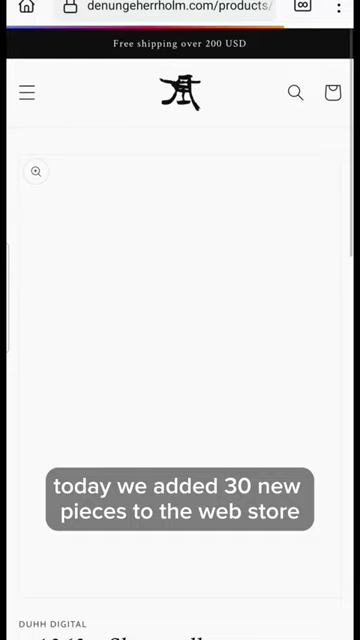 denungeherrholm.com/products/
Free shipping over 200 USD
today we added 30 new
pieces to the web store
DUHH DIGITAL